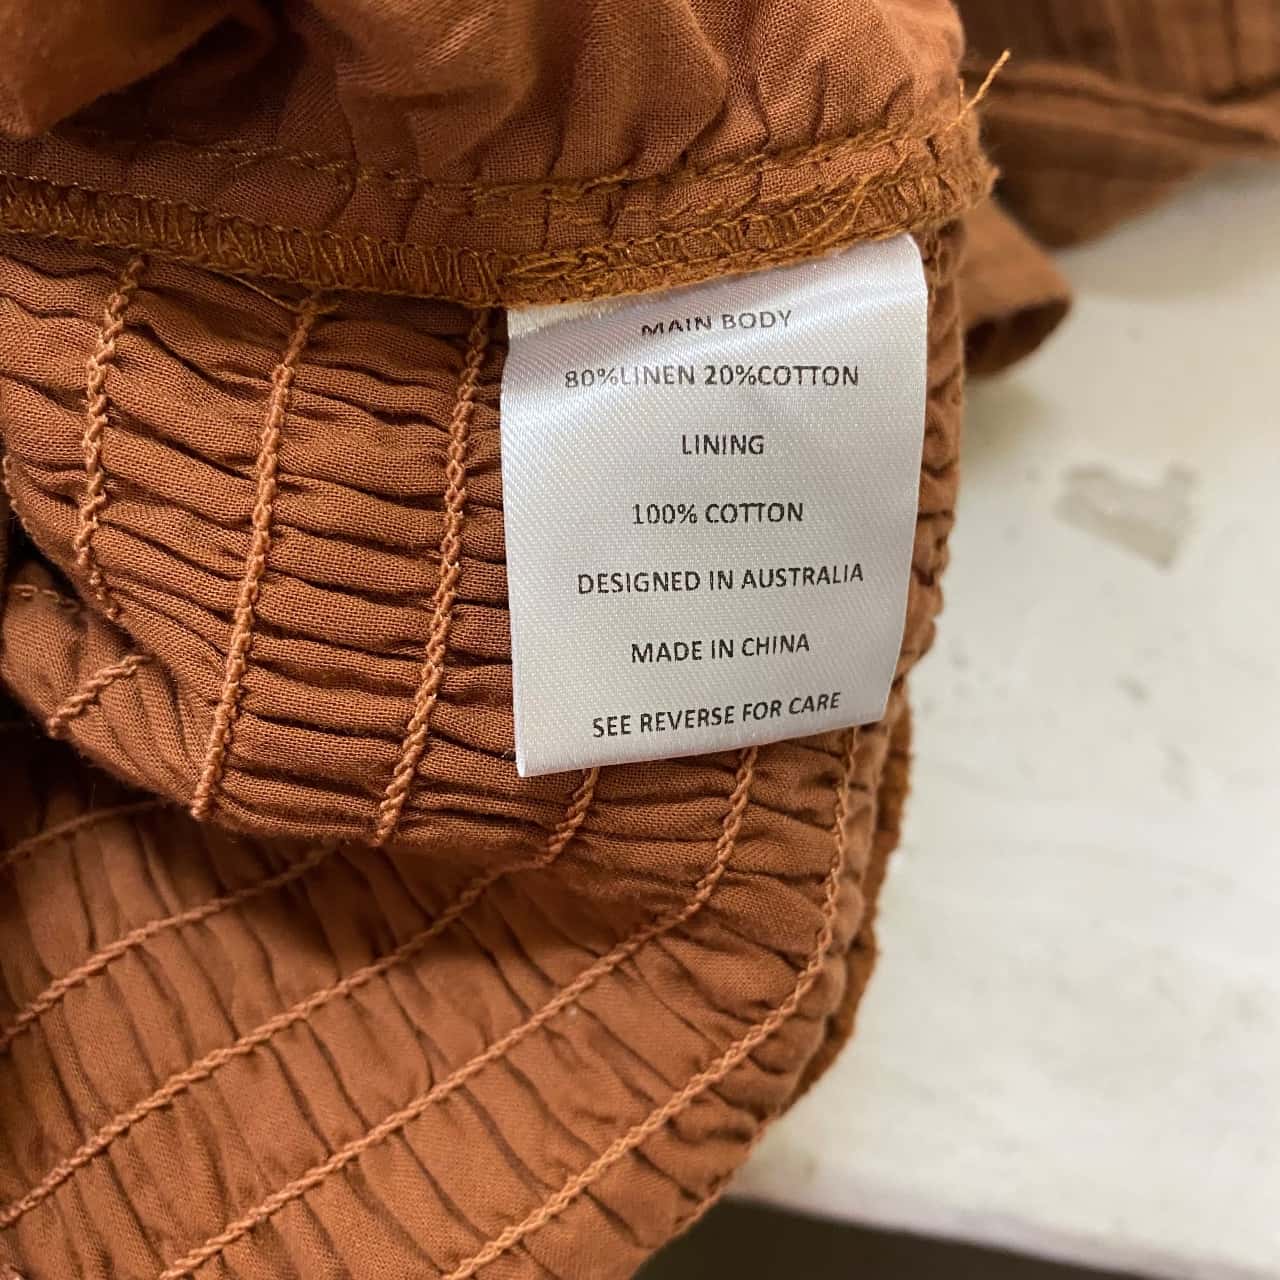 MAIN BODY
80%LINEN 20%COTTON
LINING
100% COTTON
DESIGNED IN AUSTRALIA
MADE IN CHINA
SEE REVERSE FOR CARE